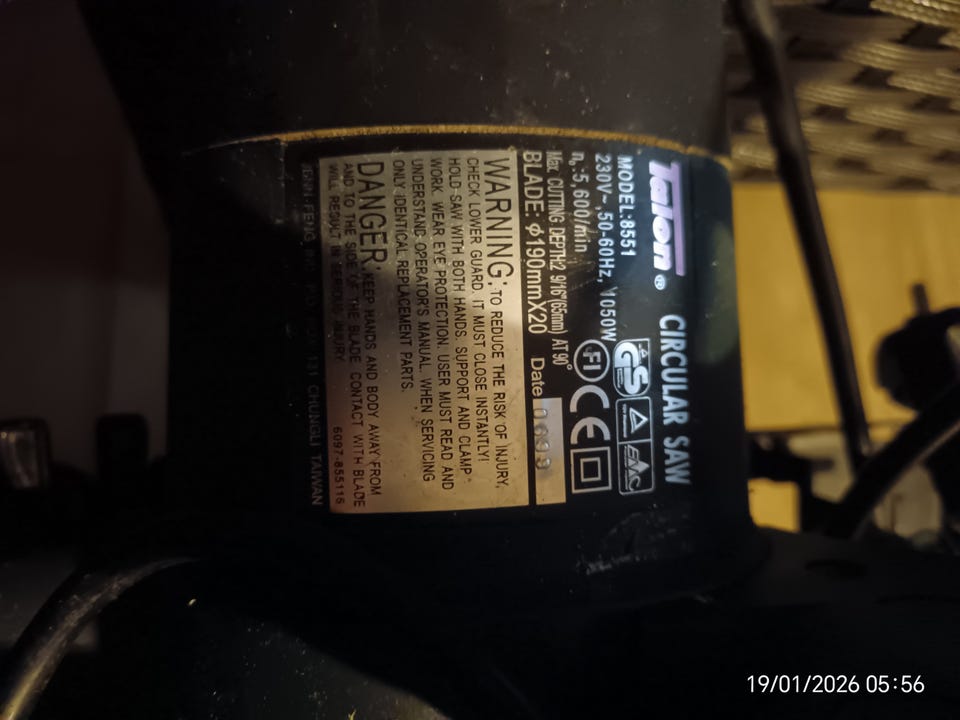 Talon® CIRCULAR SAW
MODEL:8551
230V~,50-60Hz, 1050W
n₀:5,600/min
Max. CUTTING DEPTH:2 9/16"(65mm) AT 90°
BLADE: ϕ190mmX20
Date
GS
EMC
F1
CE
WARNING: TO REDUCE THE RISK OF INJURY,
CHECK LOWER GUARD. IT MUST CLOSE INSTANTLY!
HOLD SAW WITH BOTH HANDS. SUPPORT AND CLAMP
WORK. WEAR EYE PROTECTION. USER MUST READ AND
UNDERSTAND OPERATOR'S MANUAL. WHEN SERVICING
ONLY IDENTICAL REPLACEMENT PARTS.
DANGER: KEEP HANDS AND BODY AWAY FROM
AND TO THE SIDE OF THE BLADE. CONTACT WITH BLADE
WILL RESULT IN SERIOUS INJURY.
6097-855116
CHUNGLI TAIWAN
19/01/2026 05:56